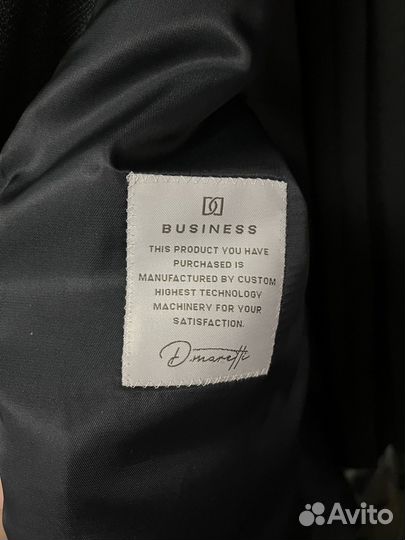 BUSINESS
THIS PRODUCT YOU HAVE
PURCHASED IS
MANUFACTURED BY CUSTOM
HIGHEST TECHNOLOGY
MACHINERY FOR YOUR
SATISFACTION.
D.maretti
Avito